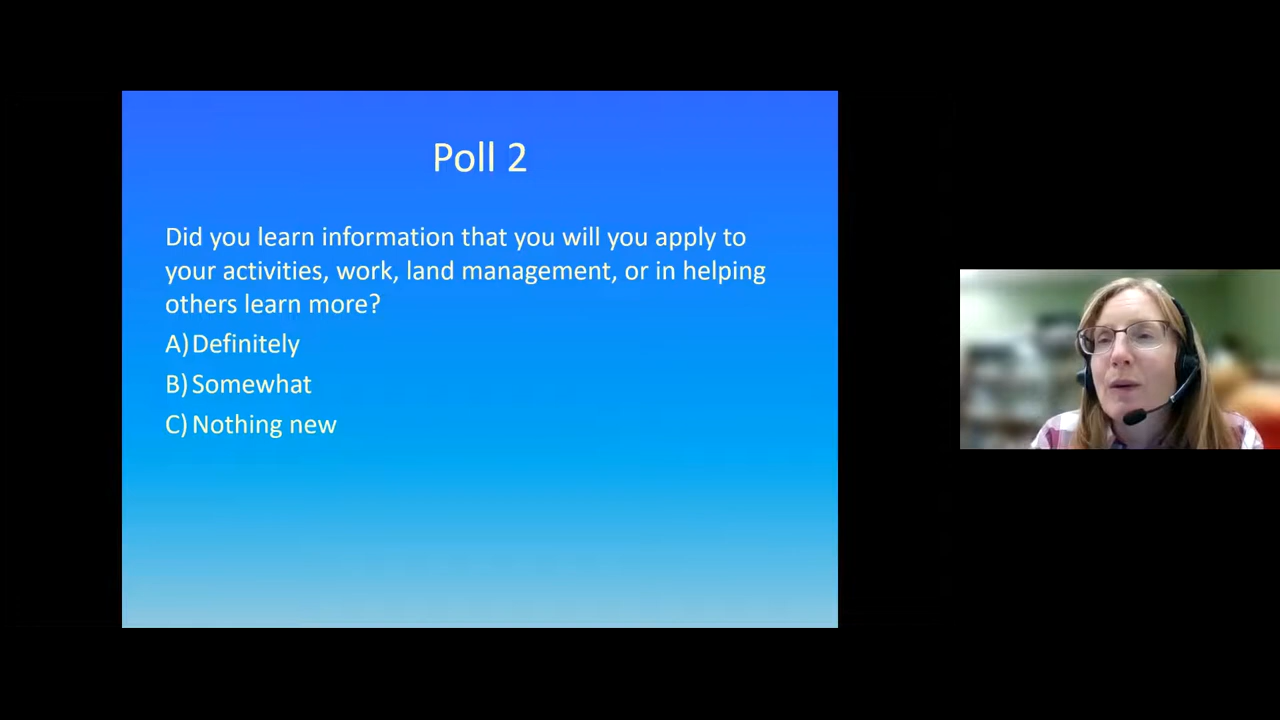 Poll 2
Did you learn information that you will you apply to
your activities, work, land management, or in helping
others learn more?
A) Definitely
B) Somewhat
C) Nothing new